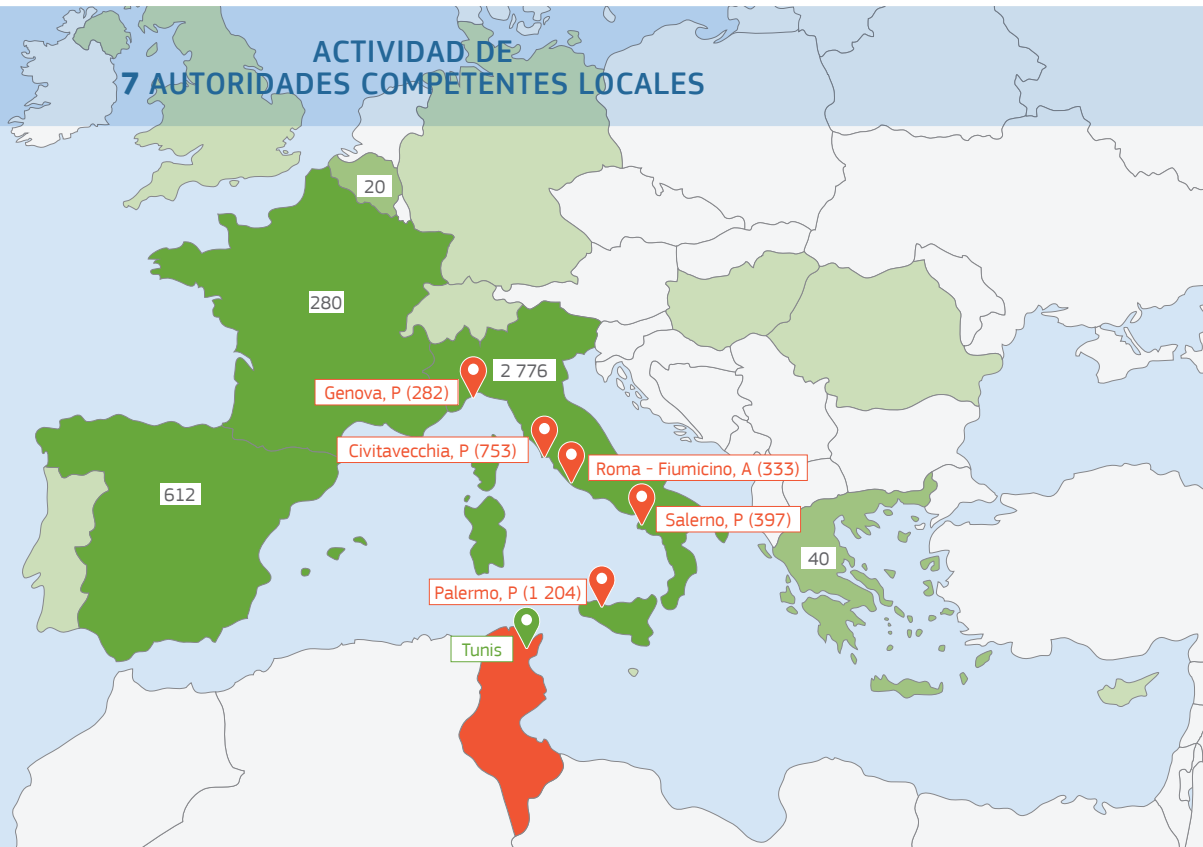 ACTIVIDAD DE
7 AUTORIDADES COMPETENTES LOCALES
20
280
2 776
Genova, P (282)
Civitavecchia, P (753)
Roma - Fiumicino, A (333)
612
Salerno, P (397)
40
Palermo, P (1 204)
Tunis